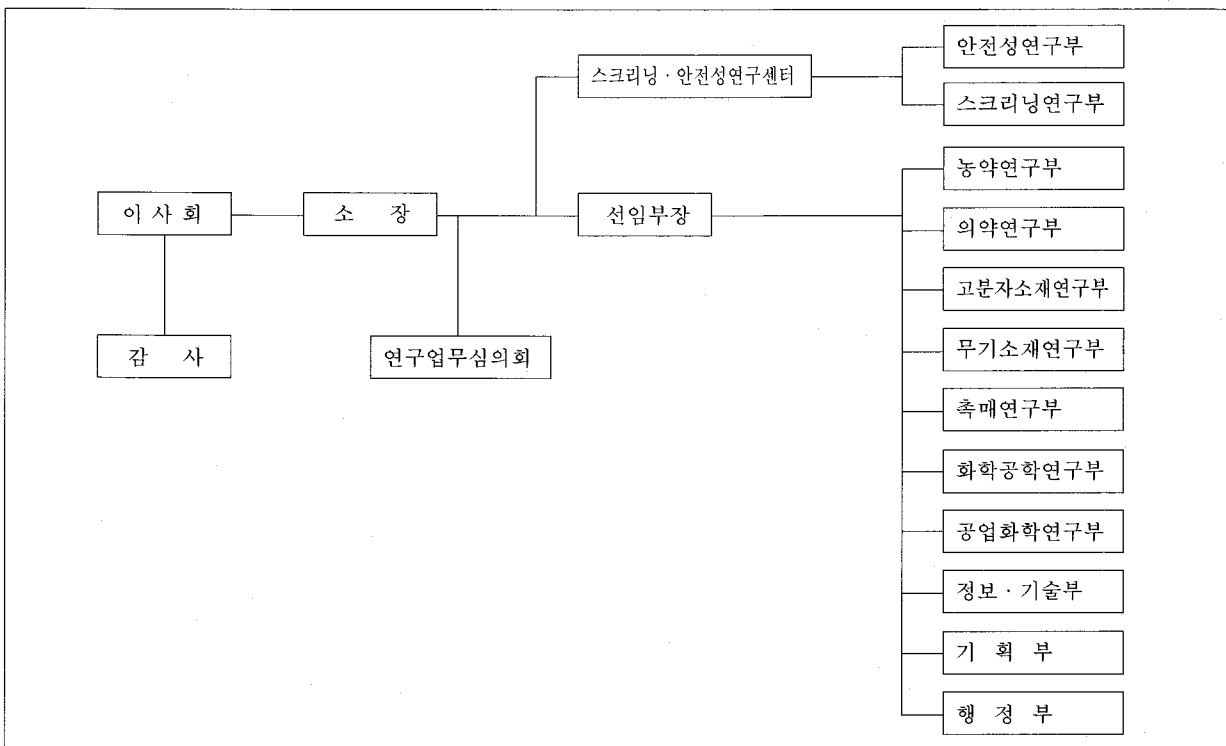 안전성연구부
스크리닝 · 안전성연구센터
스크리닝연구부
농약연구부
이 사 회
소 장
선임부장
의약연구부
고분자소재연구부
감 사
연구업무심의회
무기소재연구부
촉매연구부
화학공학연구부
공업화학연구부
정보 · 기술부
기 획 부
행 정 부